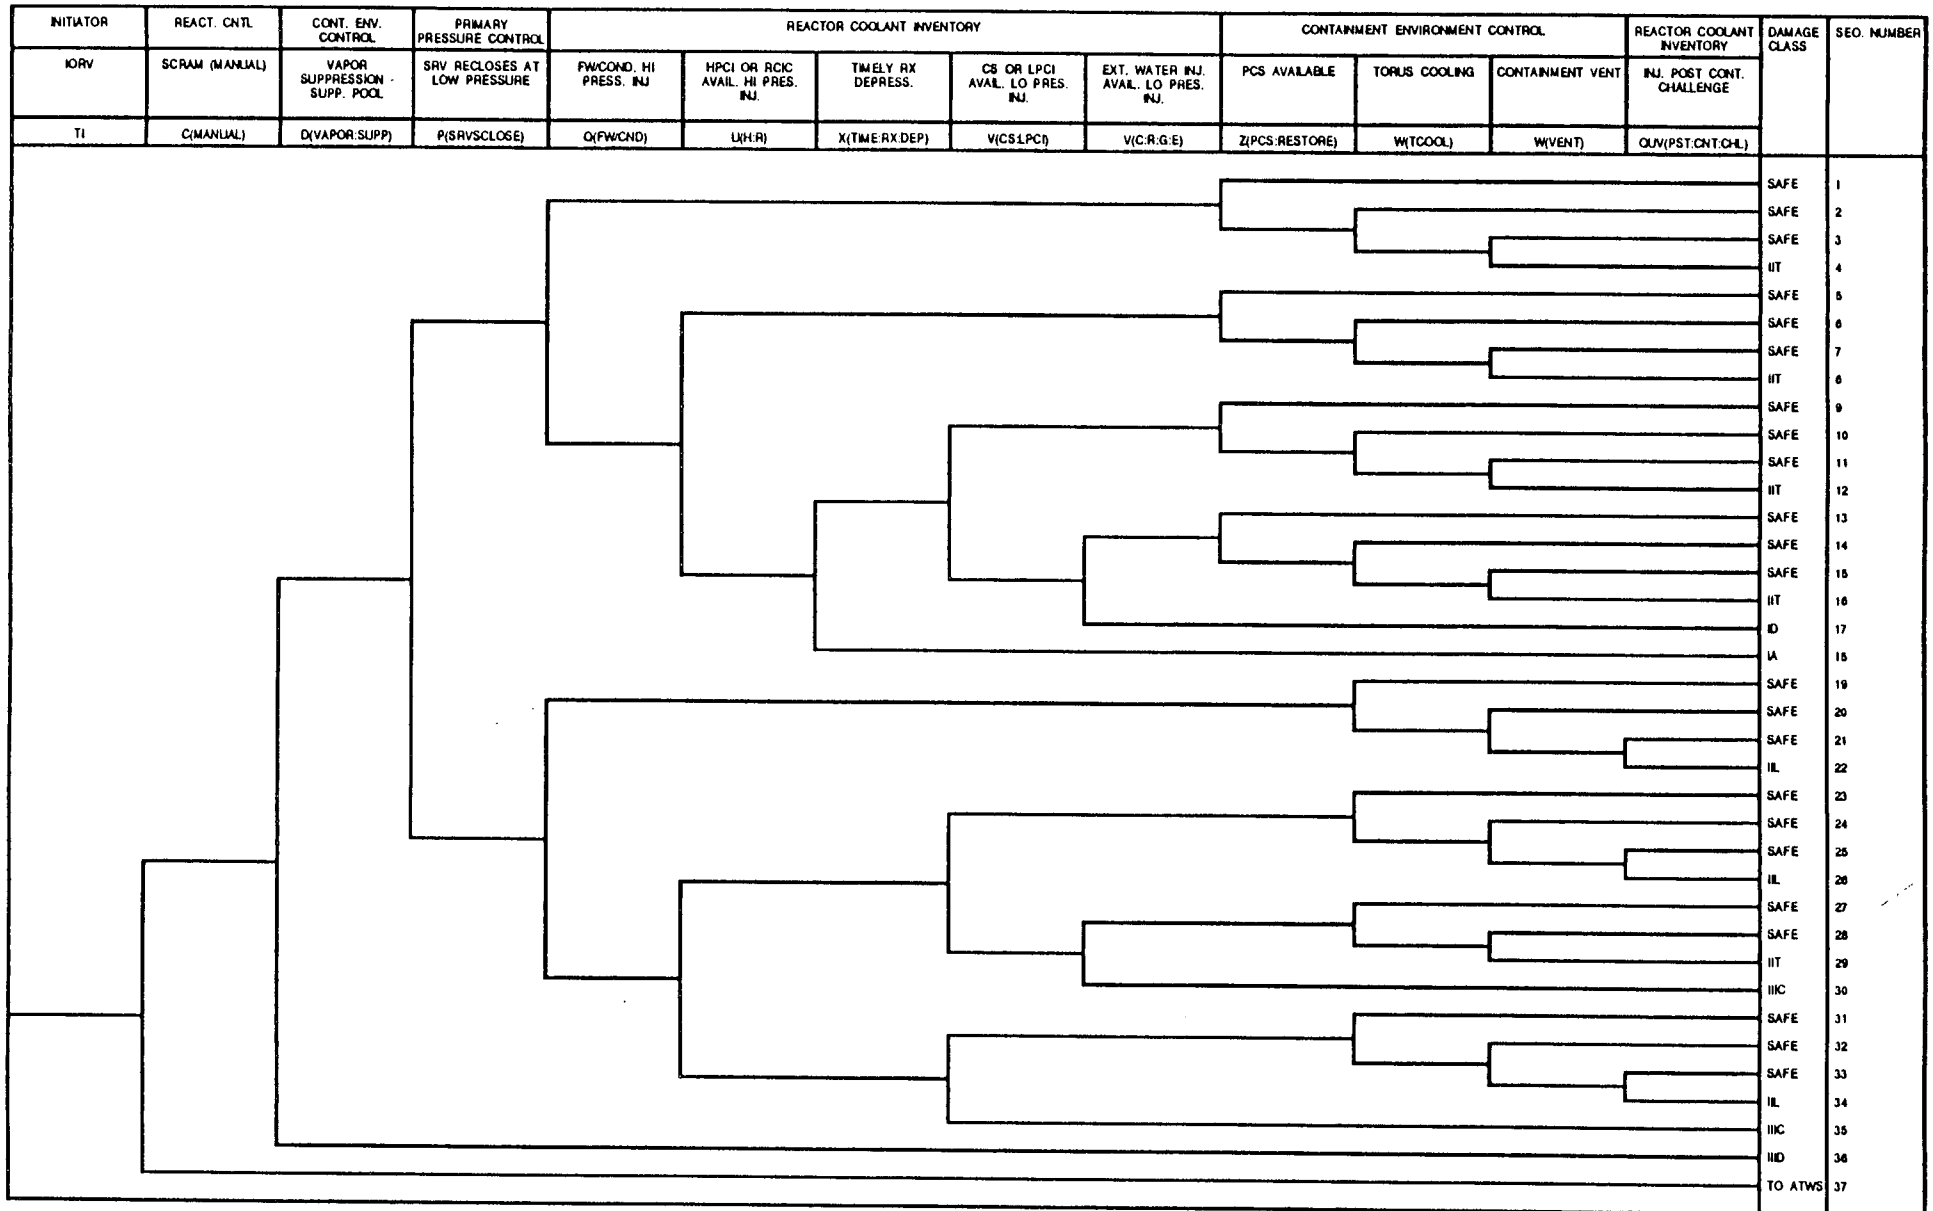 INITIATOR
REACT. CNTL
CONT. ENV. CONTROL
PRIMARY PRESSURE CONTROL
REACTOR COOLANT INVENTORY
CONTAINMENT ENVIRONMENT CONTROL
REACTOR COOLANT INVENTORY
DAMAGE CLASS
SEO. NUMBER
IORV
SCRAM (MANUAL)
VAPOR SUPPRESSION - SUPP. POOL
SRV RECLOSES AT LOW PRESSURE
FW/COND. HI PRESS. INJ
HPCI OR RCIC AVAIL. HI PRES. INJ.
TIMELY RX DEPRESS.
CS OR LPCI AVAIL. LO PRES. INJ.
EXT. WATER INJ. AVAIL. LO PRES. INJ.
PCS AVAILABLE
TORUS COOLING
CONTAINMENT VENT
INJ. POST CONT. CHALLENGE
TI
C(MANUAL)
D(VAPOR:SUPP)
P(SRVSCLOSE)
Q(FW/CND)
U(H:R)
X(TIME:RX:DEP)
V(CS:LPCI)
V(C:R:G:E)
Z(PCS:RESTORE)
W(TCOOL)
W(VENT)
QUV(PST:CNT:CHL)
SAFE 1
SAFE 2
SAFE 3
IIT 4
SAFE 5
SAFE 6
SAFE 7
IIT 8
SAFE 9
SAFE 10
SAFE 11
IIT 12
SAFE 13
SAFE 14
SAFE 15
IIT 16
ID 17
IA 18
SAFE 19
SAFE 20
SAFE 21
IIL 22
SAFE 23
SAFE 24
SAFE 25
IIL 26
SAFE 27
SAFE 28
IIT 29
IIIC 30
SAFE 31
SAFE 32
SAFE 33
IIL 34
IIIC 35
IIID 36
TO ATWS 37